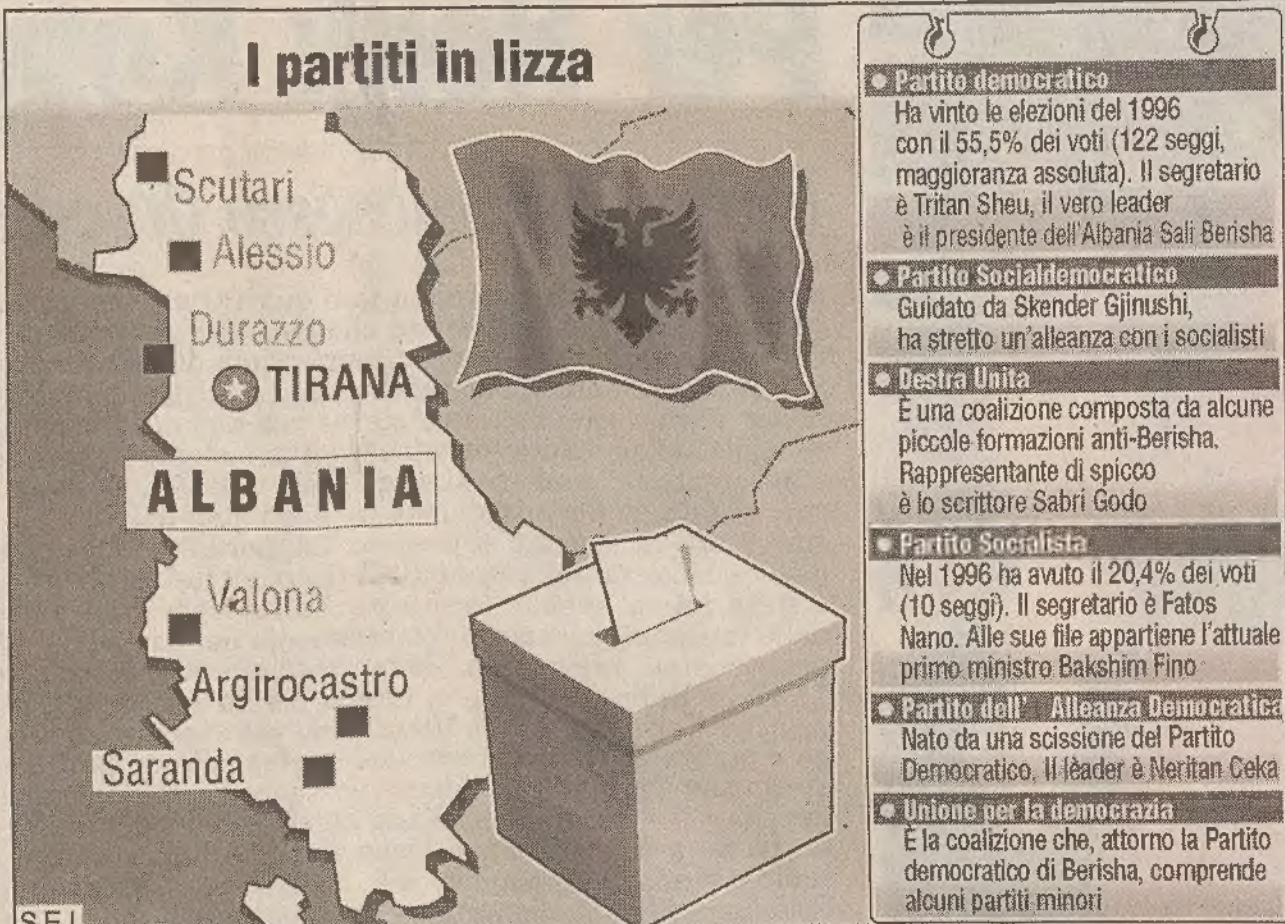 I partiti in lizza
Scutari
Alessio
Durazzo
TIRANA
ALBANIA
Valona
Argirocastro
Saranda
SEI
Partito democratico
Ha vinto le elezioni del 1996
con il 55,5% dei voti (122 seggi,
maggioranza assoluta). Il segretario
è Tritan Sheu, il vero leader
è il presidente dell'Albania Sali Berisha
Partito Socialdemocratico
Guidato da Skender Gjinushi,
ha stretto un'alleanza con i socialisti
Destra Unita
È una coalizione composta da alcune
piccole formazioni anti-Berisha.
Rappresentante di spicco
è lo scrittore Sabri Godo
Partito Socialista
Nel 1996 ha avuto il 20,4% dei voti
(10 seggi). Il segretario è Fatos
Nano. Alle sue file appartiene l'attuale
primo ministro Bakshim Fino
Partito dell' Alleanza Democratica
Nato da una scissione del Partito
Democratico. Il lèader è Neritan Ceka
Unione per la democrazia
È la coalizione che, attorno la Partito
democratico di Berisha, comprende
alcuni partiti minori